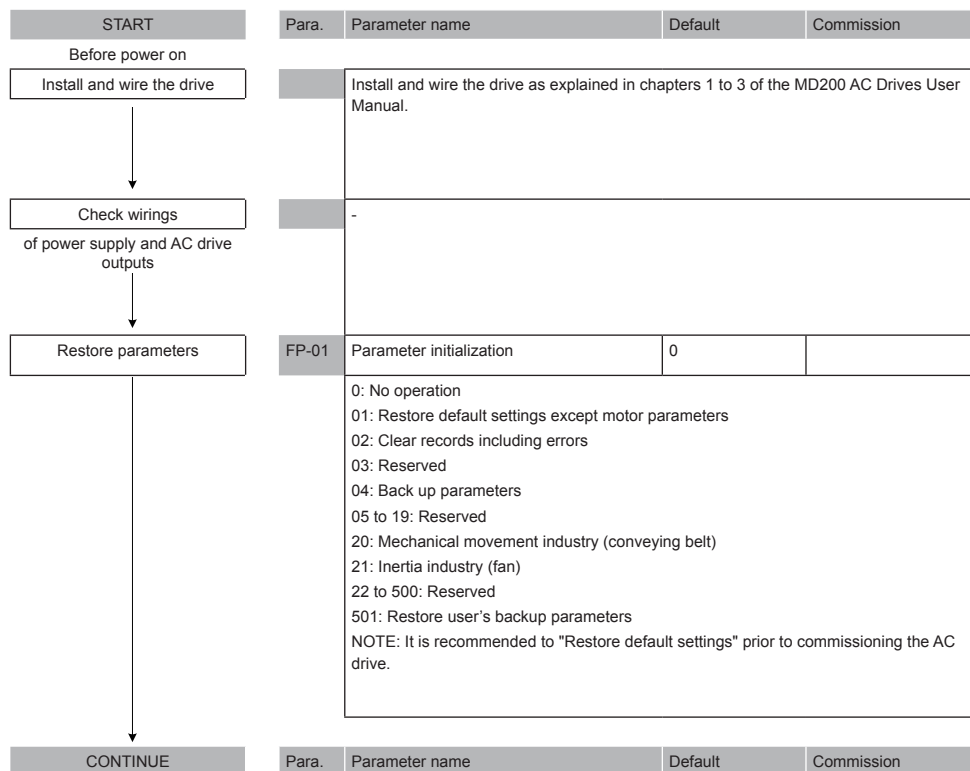 START
Para. Parameter name Default Commission
Before power on
Install and wire the drive
Install and wire the drive as explained in chapters 1 to 3 of the MD200 AC Drives User
Manual.
Check wirings
-
of power supply and AC drive
outputs
Restore parameters
FP-01 Parameter initialization 0
0: No operation
01: Restore default settings except motor parameters
02: Clear records including errors
03: Reserved
04: Back up parameters
05 to 19: Reserved
20: Mechanical movement industry (conveying belt)
21: Inertia industry (fan)
22 to 500: Reserved
501: Restore user’s backup parameters
NOTE: It is recommended to "Restore default settings" prior to commissioning the AC
drive.
CONTINUE
Para. Parameter name Default Commission